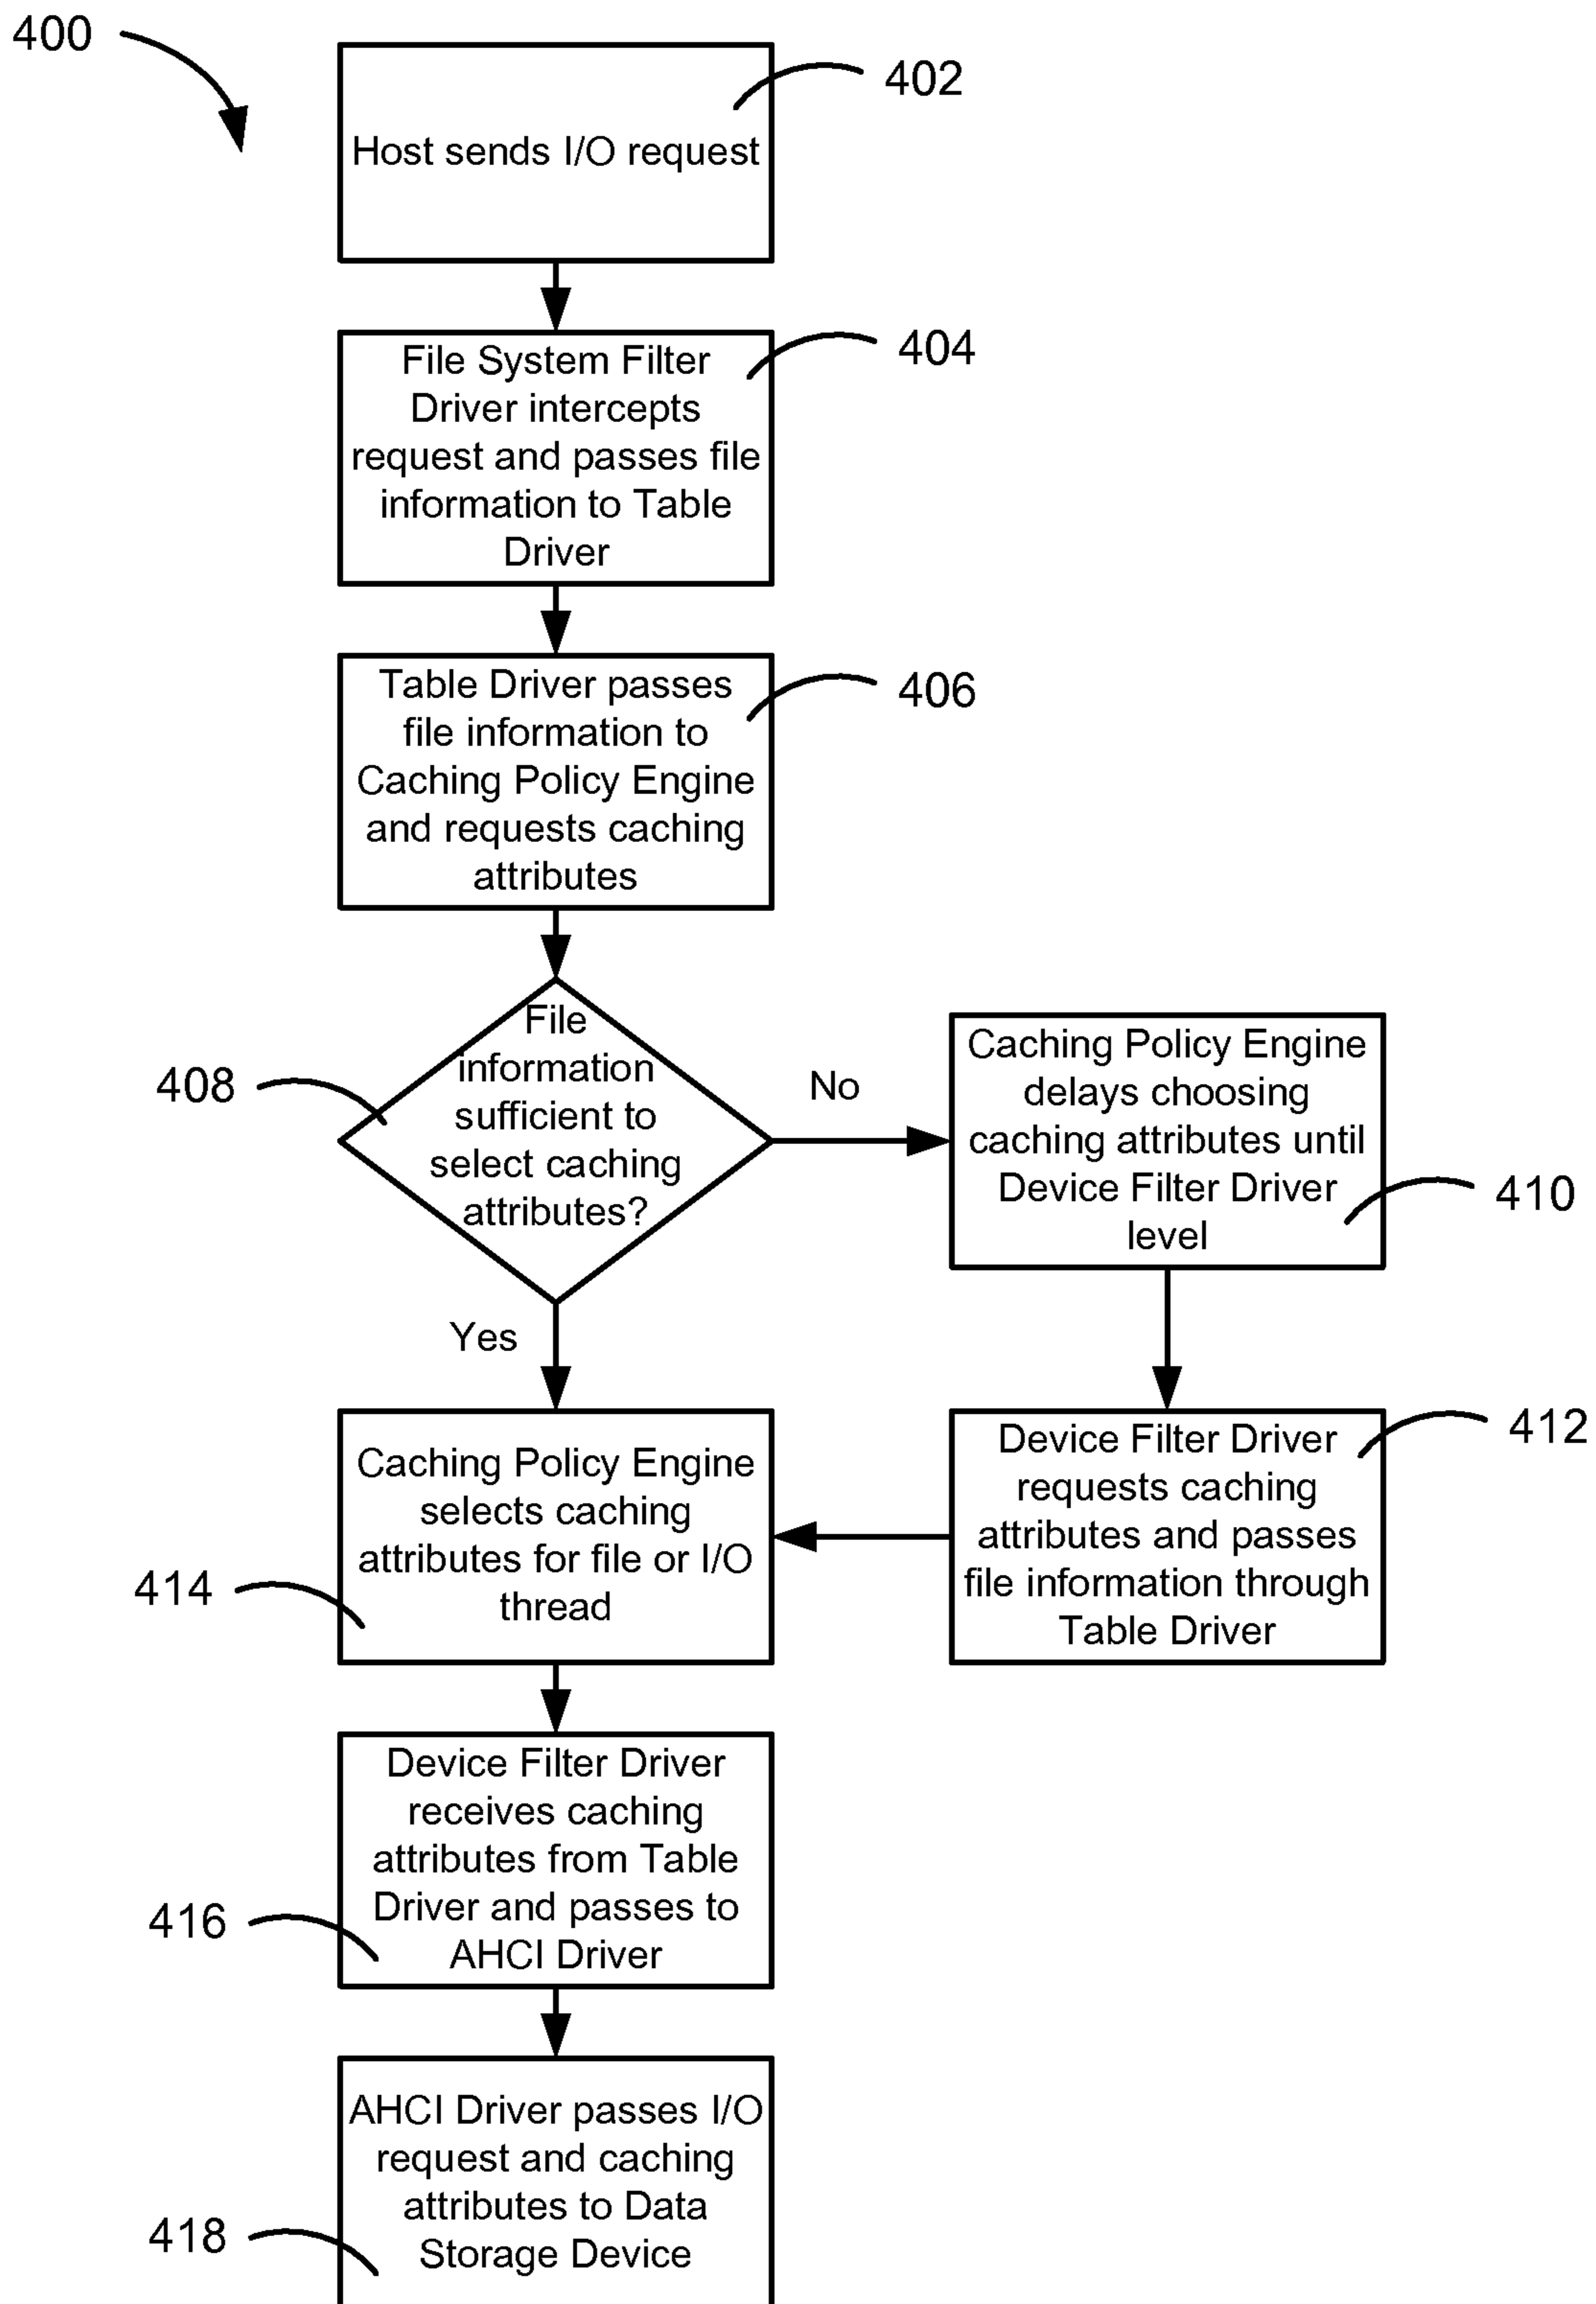 400
402
Host sends I/O request
404
File System Filter
Driver intercepts
request and passes file
information to Table
Driver
406
Table Driver passes
file information to
Caching Policy Engine
and requests caching
attributes
408
File
information
sufficient to
select caching
attributes?
No
Caching Policy Engine
delays choosing
caching attributes until
Device Filter Driver
level
410
Yes
412
Device Filter Driver
requests caching
attributes and passes
file information through
Table Driver
Caching Policy Engine
selects caching
attributes for file or I/O
thread
414
Device Filter Driver
receives caching
attributes from Table
Driver and passes to
AHCI Driver
416
AHCI Driver passes I/O
request and caching
attributes to Data
Storage Device
418